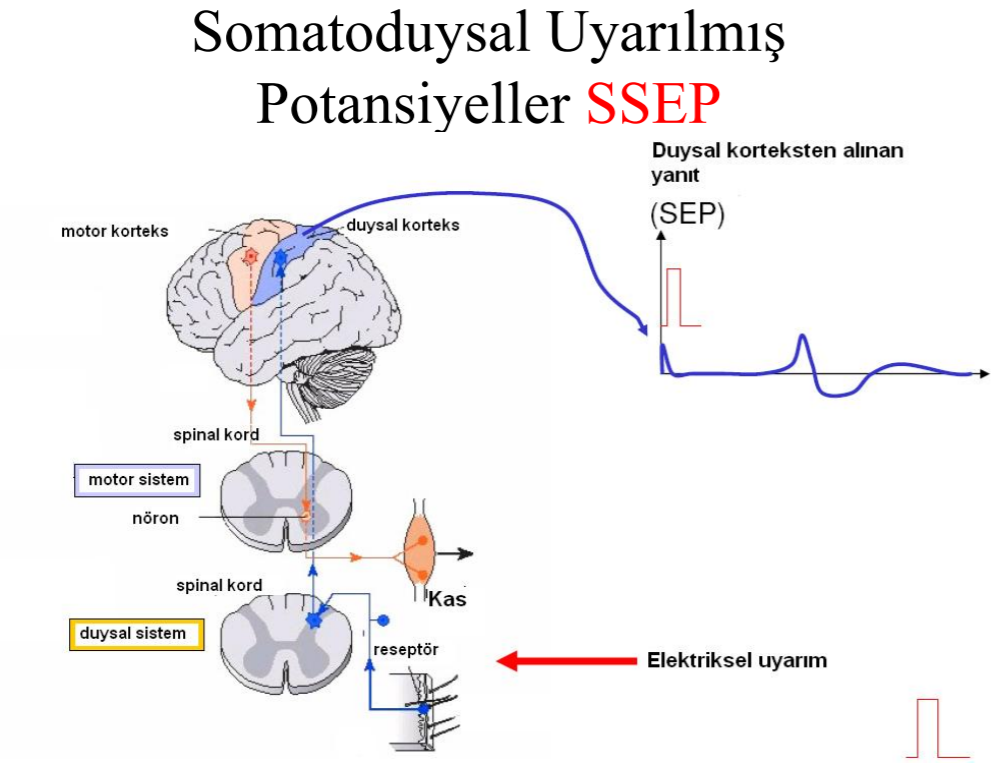 Somatoduysal Uyarılmış
Potansiyeller SSEP
Duysal korteksten alınan
yanıt
(SEP)
motor korteks
duysal korteks
spinal kord
motor sistem
nöron
spinal kord
Kas
duysal sistem
reseptör
Elektriksel uyarım